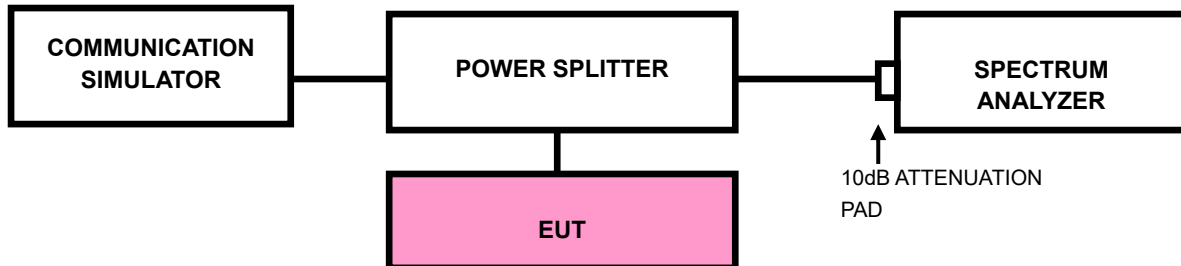 COMMUNICATION
SIMULATOR
POWER SPLITTER
SPECTRUM
ANALYZER
10dB ATTENUATION
PAD
EUT